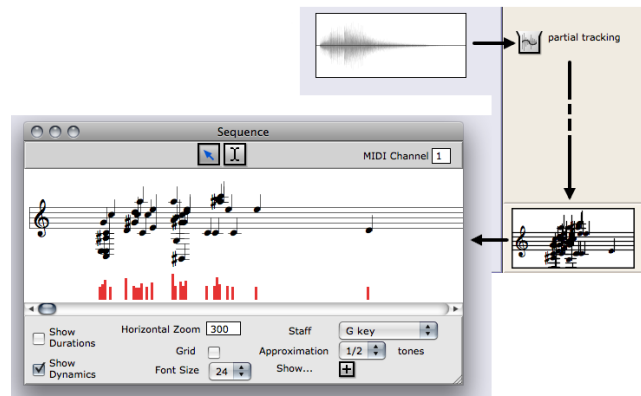 partial tracking
Sequence
MIDI Channel 1
Show Durations
Horizontal Zoom 300
Staff G key
Grid
Approximation 1/2 tones
Show Dynamics
Font Size 24
Show... +